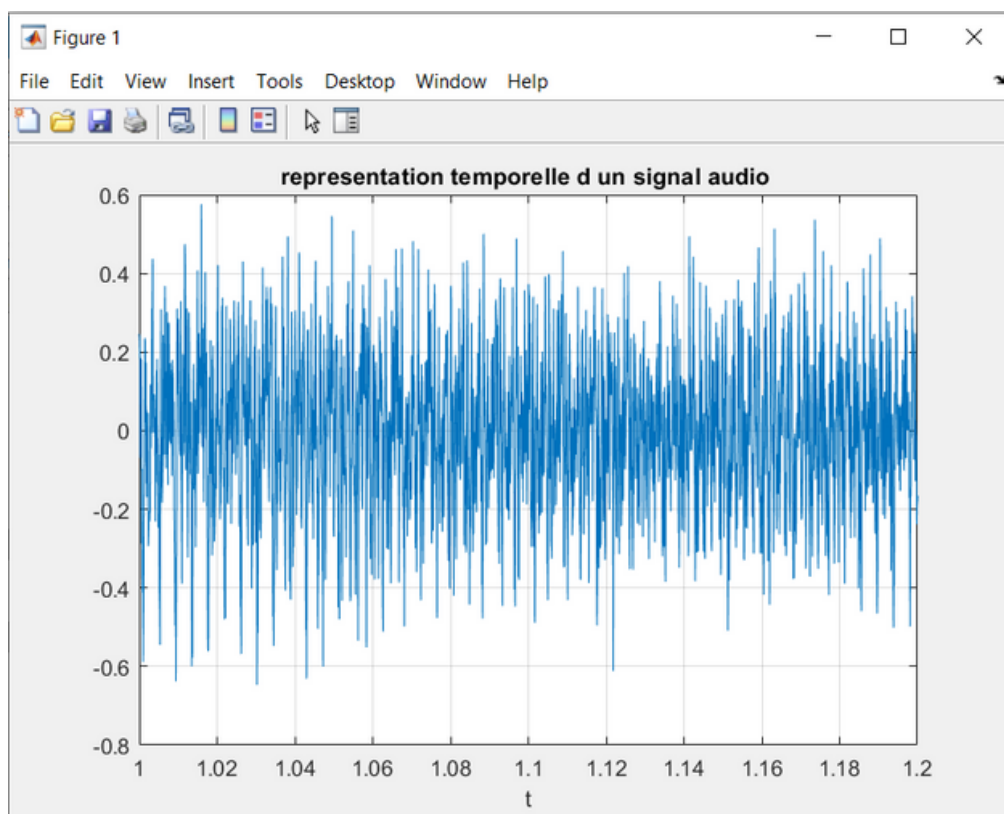 Figure 1
File Edit View Insert Tools Desktop Window Help
representation temporelle d un signal audio
0.6
0.4
0.2
0
-0.2
-0.4
-0.6
-0.8
1 1.02 1.04 1.06 1.08 1.1 1.12 1.14 1.16 1.18 1.2
t